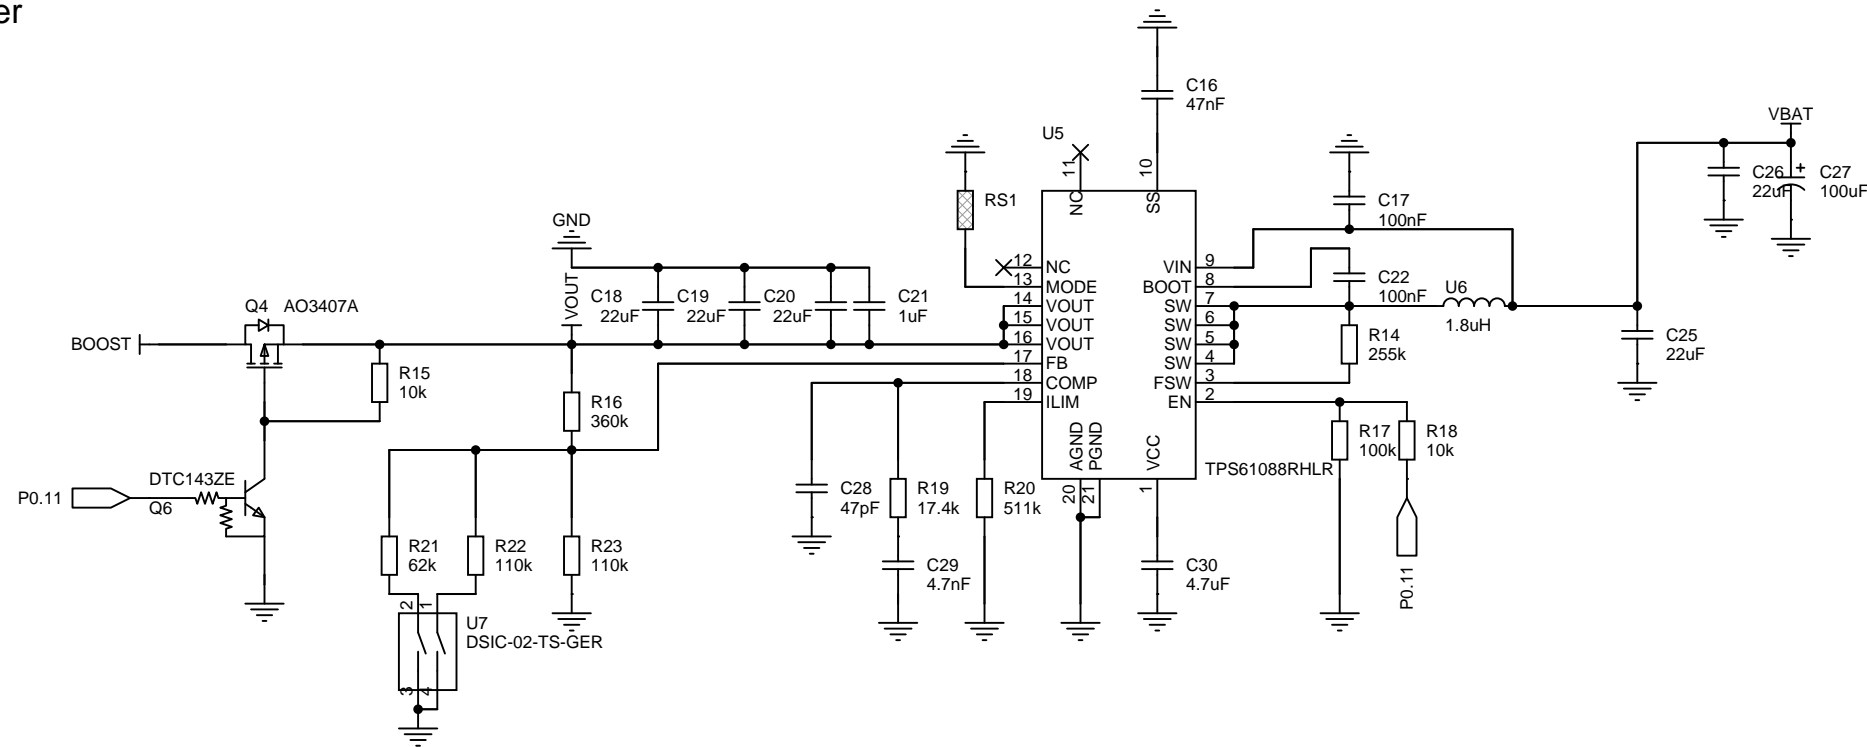 er
C16
47nF
VBAT
U5
11
10
NC
SS
RS1
C17
100nF
C26
22uF
C27
100uF
GND
VOUT
12
NC
VIN
9
13
MODE
BOOT
8
14
VOUT
SW
7
15
VOUT
SW
6
16
VOUT
SW
5
17
FB
SW
4
18
COMP
FSW
3
19
ILIM
EN
2
C22
100nF
U6
1.8uH
C18
22uF
C19
22uF
C20
22uF
C21
1uF
Q4
AO3407A
BOOST
R14
255k
C25
22uF
R15
10k
R16
360k
AGND
PGND
VCC
TPS61088RHLR
R17
100k
R18
10k
DTC143ZE
P0.11
Q6
C28
47pF
R19
17.4k
R20
511k
20
21
1
R21
62k
R22
110k
R23
110k
C29
4.7nF
C30
4.7uF
P0.11
2
1
U7
DSIC-02-TS-GER
3
4